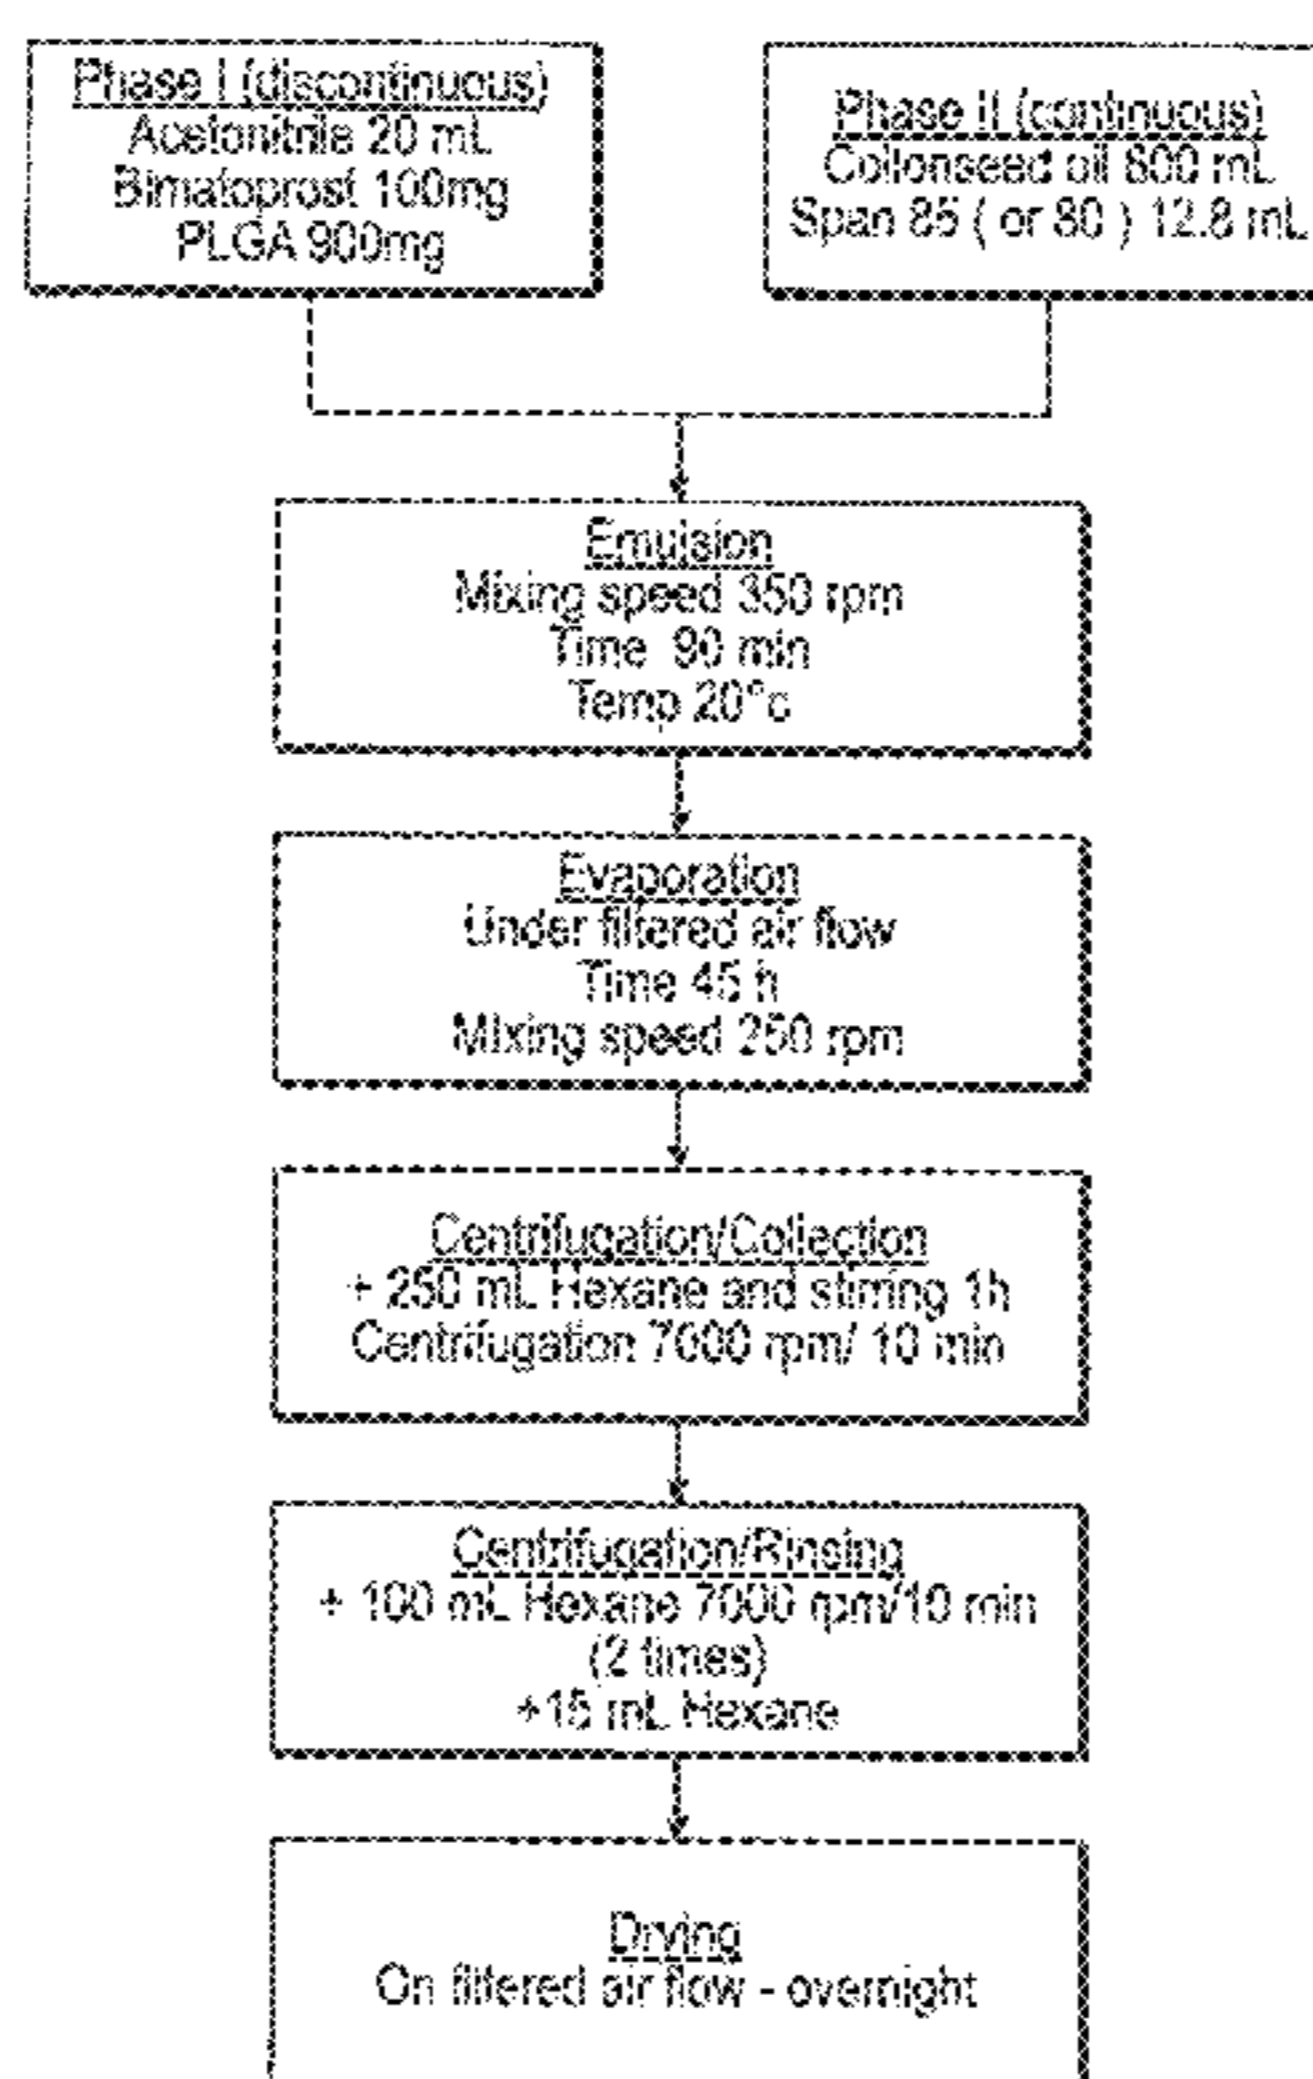 Phase I (discontinuous)
Acetonitrile 20 mL
Bimatoprost 100mg
PLGA 900mg
Phase II (continuous)
Cottonseed oil 800 mL
Span 85 ( or 80 ) 12.8 mL
Emulsion
Mixing speed 350 rpm
Time 90 min
Temp 20°c
Evaporation
Under filtered air flow
Time 45 h
Mixing speed 250 rpm
Centrifugation/Collection
+ 250 mL Hexane and stirring 1h
Centrifugation 7000 rpm/ 10 min
Centrifugation/Rinsing
+ 100 mL Hexane 7000 rpm/10 min
(2 times)
+15 mL Hexane
Drying
On filtered air flow - overnight